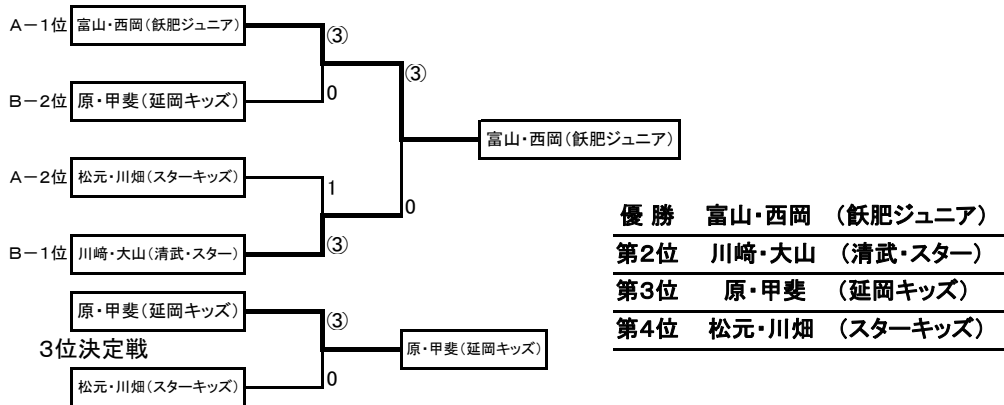 A－1位 富山・西岡（飫肥ジュニア）
③
③
B－2位 原・甲斐（延岡キッズ）
0
富山・西岡（飫肥ジュニア）
A－2位 松元・川畑（スターキッズ）
1
0
B－1位 川﨑・大山（清武・スター）
③
原・甲斐（延岡キッズ）
③
3位決定戦
原・甲斐（延岡キッズ）
松元・川畑（スターキッズ）
0
優 勝 富山・西岡 （飫肥ジュニア）
第2位 川﨑・大山 （清武・スター）
第3位 原・甲斐 （延岡キッズ）
第4位 松元・川畑 （スターキッズ）